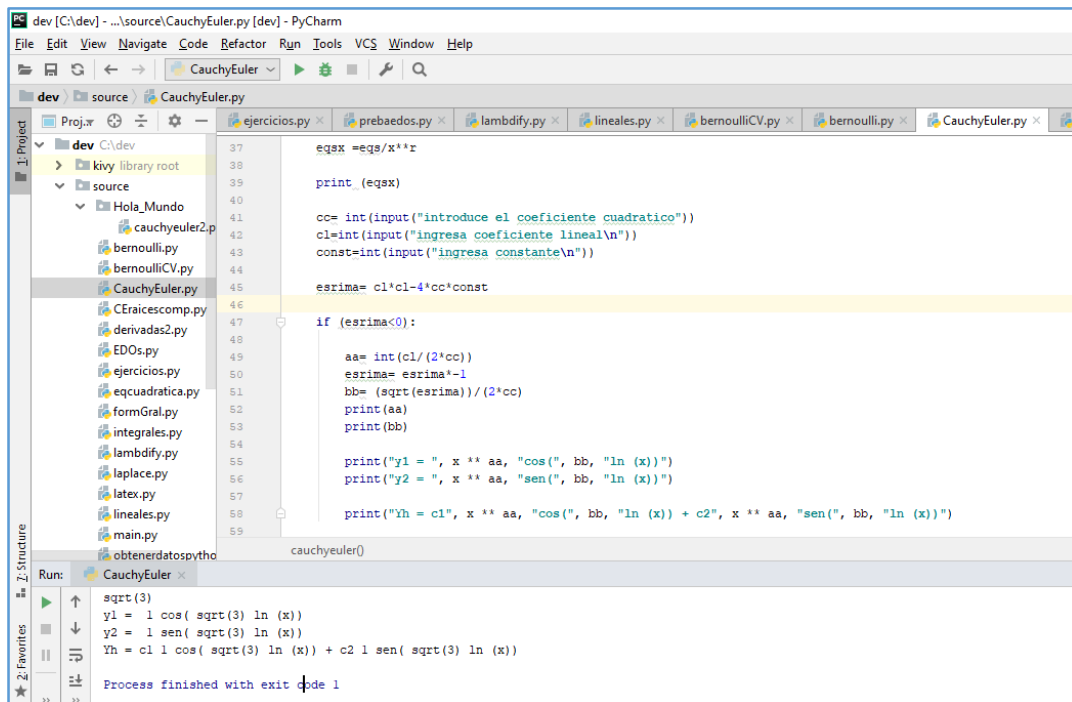 dev [C:\dev] - ...\source\CauchyEuler.py [dev] - PyCharm
File Edit View Navigate Code Refactor Run Tools VCS Window Help
CauchyEuler
dev source CauchyEuler.py
1: Project
Proj.
ejercicios.py
prebaedos.py
lambdify.py
lineales.py
bernoulliCV.py
bernoulli.py
CauchyEuler.py
dev C:\dev
kivy library root
source
Hola_Mundo
cauchyeuler2.p
bernoulli.py
bernoulliCV.py
CauchyEuler.py
CEraicescomp.py
derivadas2.py
EDOs.py
ejercicios.py
eqcuadratica.py
formGral.py
integrales.py
lambdify.py
laplace.py
latex.py
lineales.py
main.py
obtenerdatospytho
37 eqsx =eqs/x**r
38
39 print (eqsx)
40
41 cc= int(input("introduce el coeficiente cuadratico"))
42 cl=int(input("ingresa coeficiente lineal\n"))
43 const=int(input("ingresa constante\n"))
44
45 esrima= cl*cl-4*cc*const
46
47 if (esrima<0):
48
49 aa= int(cl/(2*cc))
50 esrima= esrima*-1
51 bb= (sqrt(esrima))/(2*cc)
52 print(aa)
53 print(bb)
54
55 print("y1 = ", x ** aa, "cos(", bb, "ln (x))")
56 print("y2 = ", x ** aa, "sen(", bb, "ln (x))")
57
58 print("Yh = c1", x ** aa, "cos(", bb, "ln (x)) + c2", x ** aa, "sen(", bb, "ln (x))")
59
cauchyeuler()
7: Structure
2: Favorites
Run: CauchyEuler
sqrt(3)
y1 = 1 cos( sqrt(3) ln (x))
y2 = 1 sen( sqrt(3) ln (x))
Yh = c1 1 cos( sqrt(3) ln (x)) + c2 1 sen( sqrt(3) ln (x))
Process finished with exit code 1